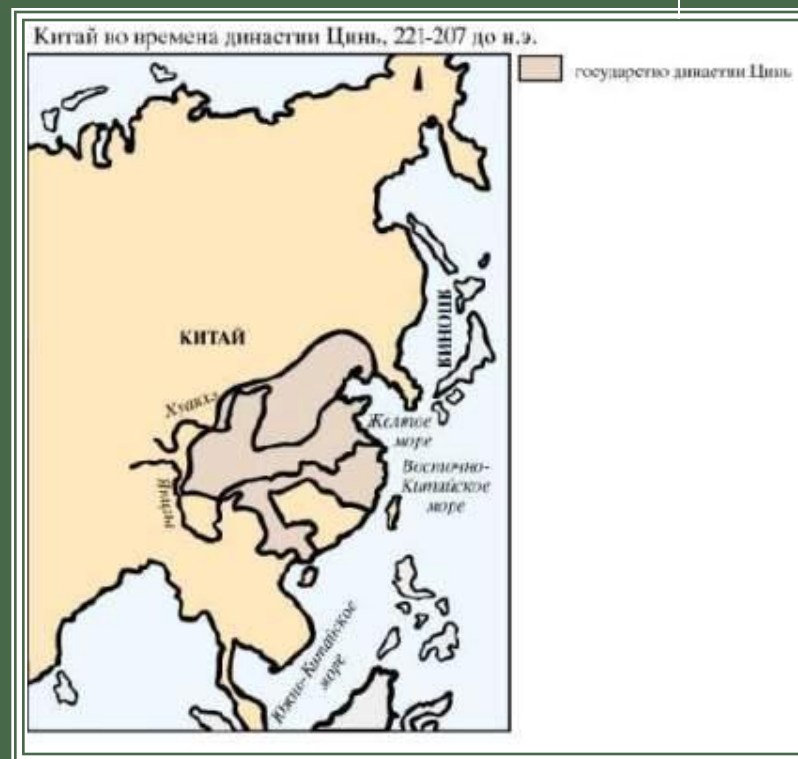 Китай во времена династии Цинь, 221-207 до н.э.
государство династии Цинь
КИТАЙ
ЯПОНИЯ
Хуанхэ
Желтое
море
Восточно-
Китайское
море
Янцзы
Южно-Китайское
море